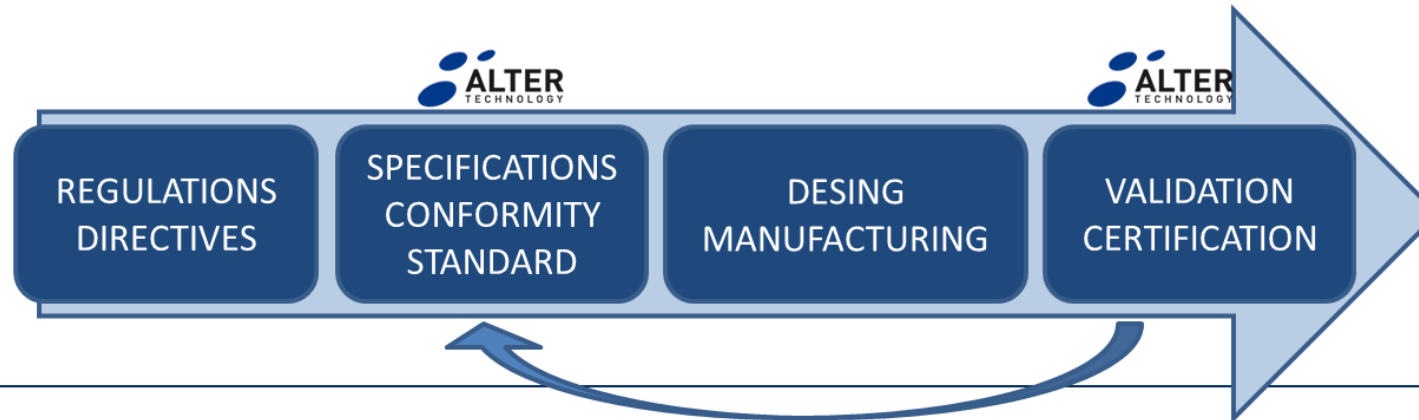 ALTER
TECHNOLOGY
ALTER
TECHNOLOGY
REGULATIONS
DIRECTIVES
SPECIFICATIONS
CONFORMITY
STANDARD
DESING
MANUFACTURING
VALIDATION
CERTIFICATION